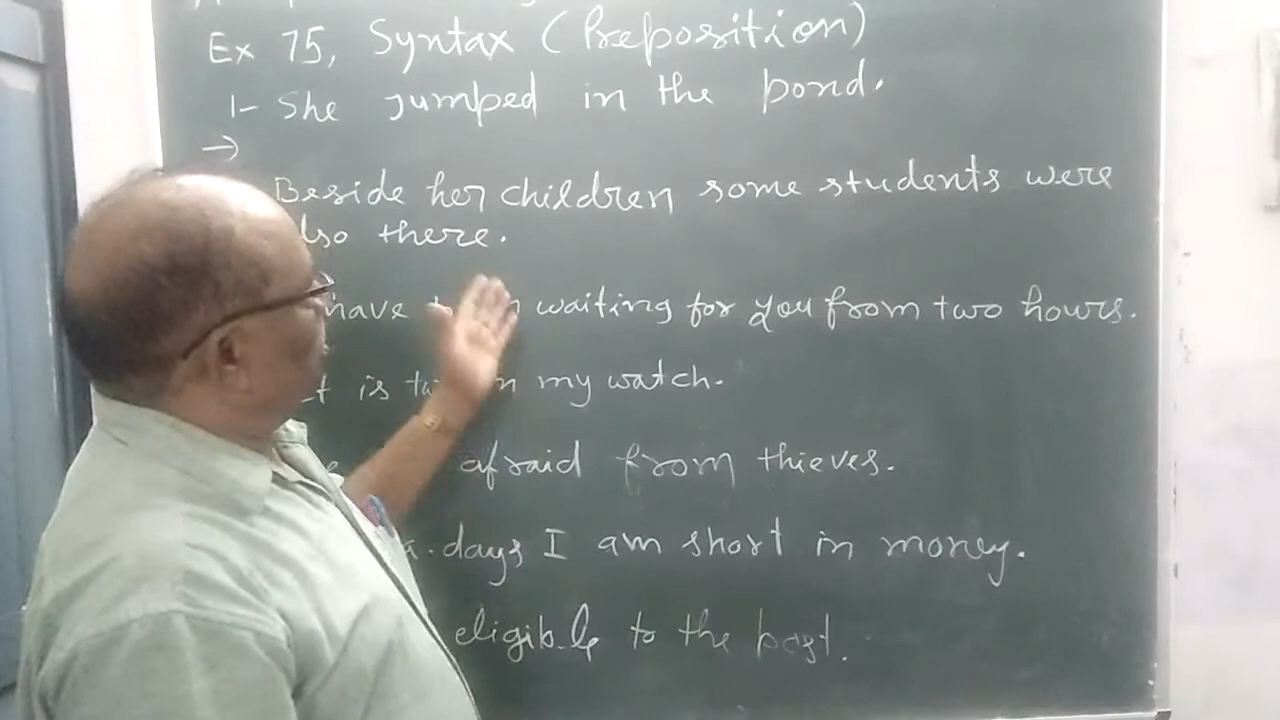 Ex 75, Syntax (Preposition)
1- She jumped in the pond.
→
Beside her children some students were
also there.
have been waiting for you from two hours.
is my watch.
afraid from thieves.
days I am short in money.
eligible to the post.